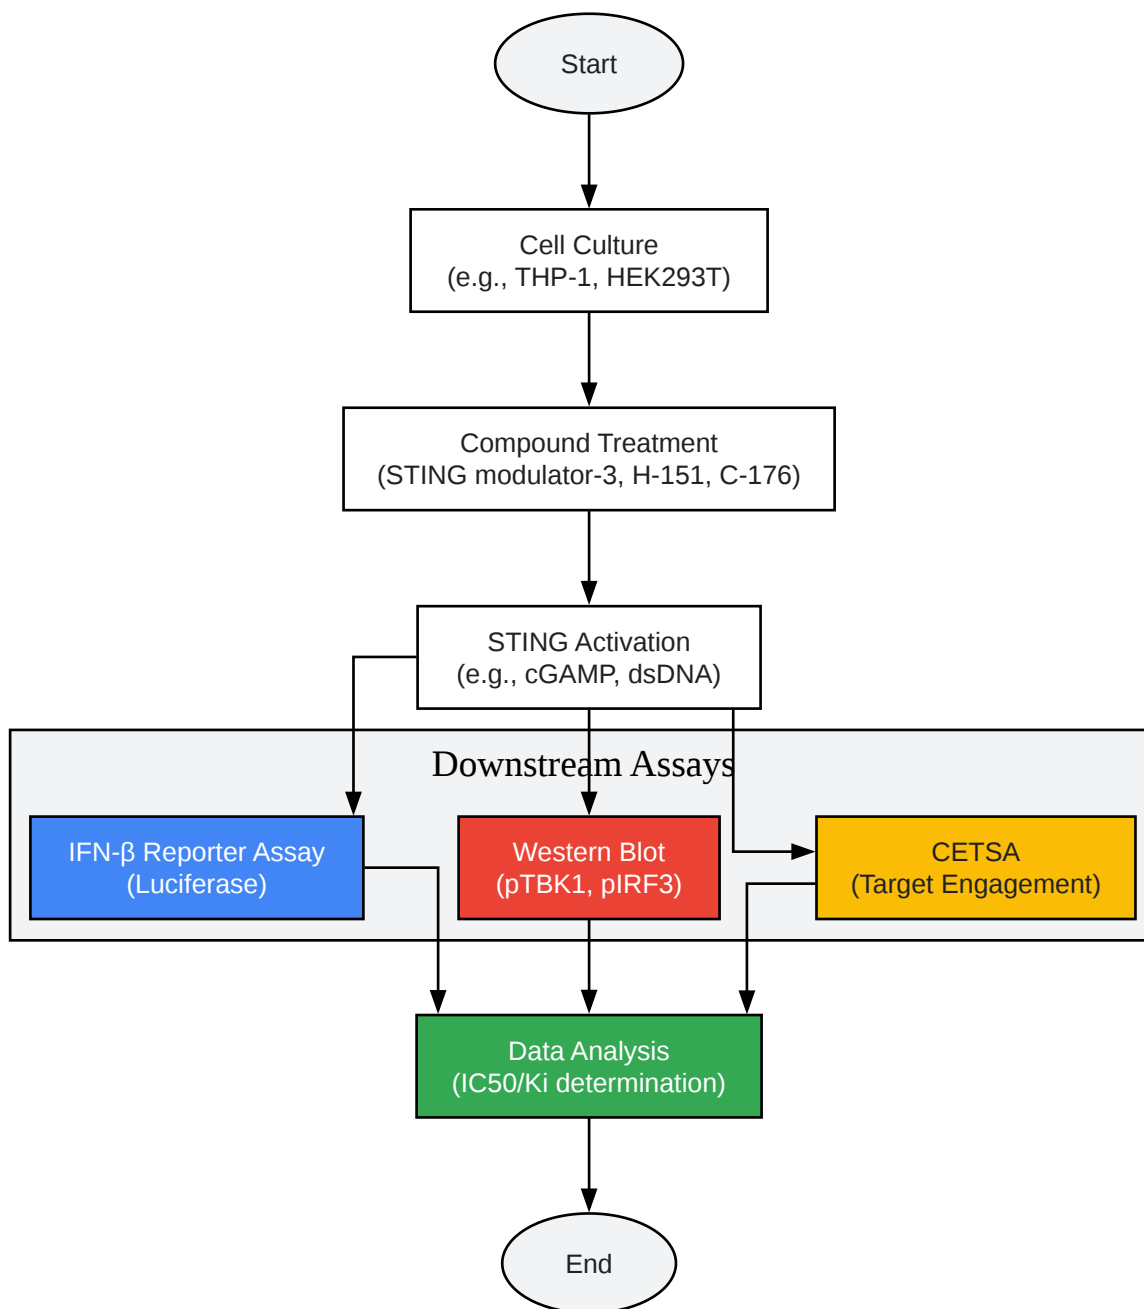 Start
Cell Culture
(e.g., THP-1, HEK293T)
Compound Treatment
(STING modulator-3, H-151, C-176)
STING Activation
(e.g., cGAMP, dsDNA)
Downstream Assays
IFN-β Reporter Assay
(Luciferase)
Western Blot
(pTBK1, pIRF3)
CETSA
(Target Engagement)
Data Analysis
(IC50/Ki determination)
End